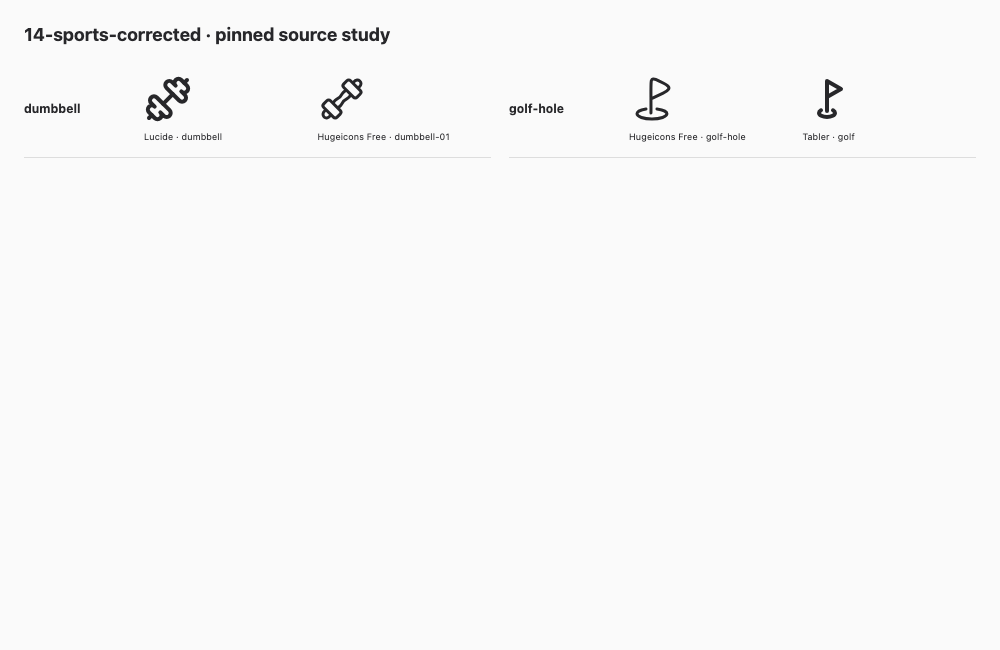 14-sports-corrected · pinned source study
dumbbell
Lucide · dumbbell
Hugeicons Free · dumbbell-01
golf-hole
Hugeicons Free · golf-hole
Tabler · golf